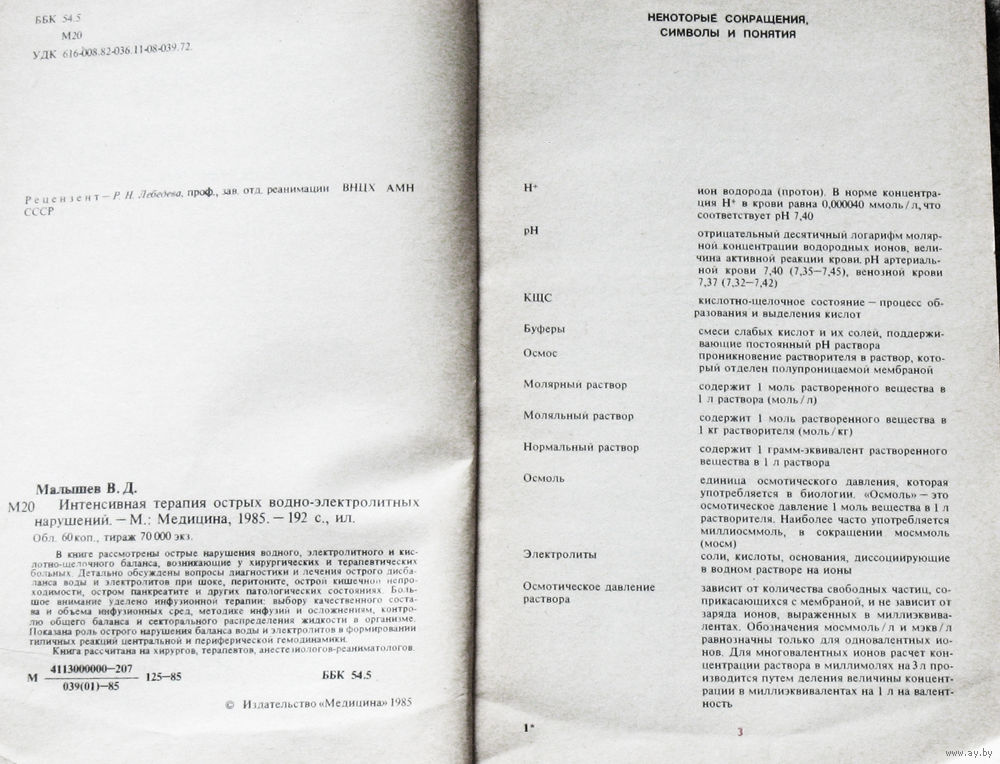 ББК 54.5
М20
УДК 616-008.82-036.11-08-039.72.
Рецензент — Р. Н. Лебедева, проф., зав. отд. реанимации ВНЦХ АМН
СССР
Малышев В. Д.
М20 Интенсивная терапия острых водно-электролитных
нарушений. — М.: Медицина, 1985. — 192 с., ил.
Обл. 60 коп., тираж 70 000 экз.
В книге рассмотрены острые нарушения водного, электролитного и кис-
лотно-щелочного баланса, возникающие у хирургических и терапевтических
больных. Детально обсуждены вопросы диагностики и лечения острого дисба-
ланса воды и электролитов при шоке, перитоните, острой кишечной непро-
ходимости, остром панкреатите и других патологических состояниях. Боль-
шое внимание уделено инфузионной терапии: выбору качественного соста-
ва и объема инфузионных сред, методике инфузий и осложнениям, контро-
лю общего баланса и секторального распределения жидкости в организме.
Показана роль острого нарушения баланса воды и электролитов в формировании
типичных реакций центральной и периферической гемодинамики.
Книга рассчитана на хирургов, терапевтов, анестезиологов-реаниматологов.
М 4113000000—207
039(01)—85
125—85 ББК 54.5
© Издательство «Медицина» 1985
НЕКОТОРЫЕ СОКРАЩЕНИЯ,
СИМВОЛЫ И ПОНЯТИЯ
H⁺ ион водорода (протон). В норме концентра-
ция H⁺ в крови равна 0,000040 ммоль/л, что
соответствует pH 7,40
pH отрицательный десятичный логарифм моляр-
ной концентрации водородных ионов, вели-
чина активной реакции крови. pH артериаль-
ной крови 7,40 (7,35—7,45), венозной крови
7,37 (7,32—7,42)
КЩС кислотно-щелочное состояние — процесс об-
разования и выделения кислот
Буферы смеси слабых кислот и их солей, поддержи-
вающие постоянный pH раствора
Осмос проникновение растворителя в раствор, кото-
рый отделен полупроницаемой мембраной
Молярный раствор содержит 1 моль растворенного вещества в
1 л раствора (моль/л)
Моляльный раствор содержит 1 моль растворенного вещества в
1 кг растворителя (моль/кг)
Нормальный раствор содержит 1 грамм-эквивалент растворенного
вещества в 1 л раствора
Осмоль единица осмотического давления, которая
употребляется в биологии. «Осмоль» — это
осмотическое давление 1 моль вещества в 1 л
растворителя. Наиболее часто употребляется
миллиосмоль, в сокращении мосммоль
(мосм)
Электролиты соли, кислоты, основания, диссоциирующие
в водном растворе на ионы
Осмотическое давление зависит от количества свободных частиц, со-
раствора прикасающихся с мембраной, и не зависит от
заряда ионов, выраженных в миллиэквива-
лентах. Обозначения мосммоль/л и мэкв/л
равнозначны только для одновалентных ио-
нов. Для многовалентных ионов расчет кон-
центрации раствора в миллимолях на 3 л про-
изводится путем деления величины концент-
рации в миллиэквивалентах на 1 л на валент-
ность
1* 3
www.ay.by